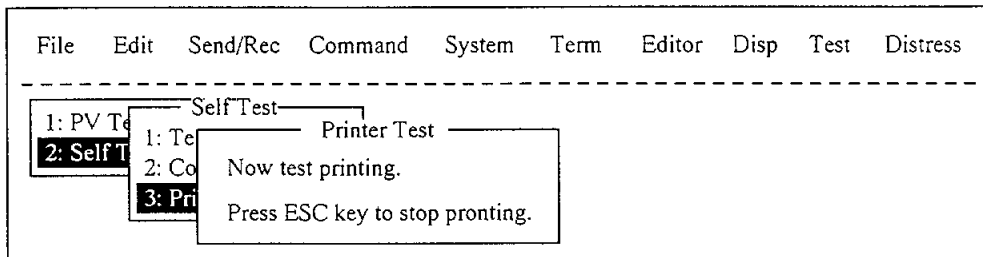 File Edit Send/Rec Command System Term Editor Disp Test Distress
Self Test
1: PV Te
2: Self T
1: Te
2: Co
3: Pri
Printer Test
Now test printing.
Press ESC key to stop pronting.